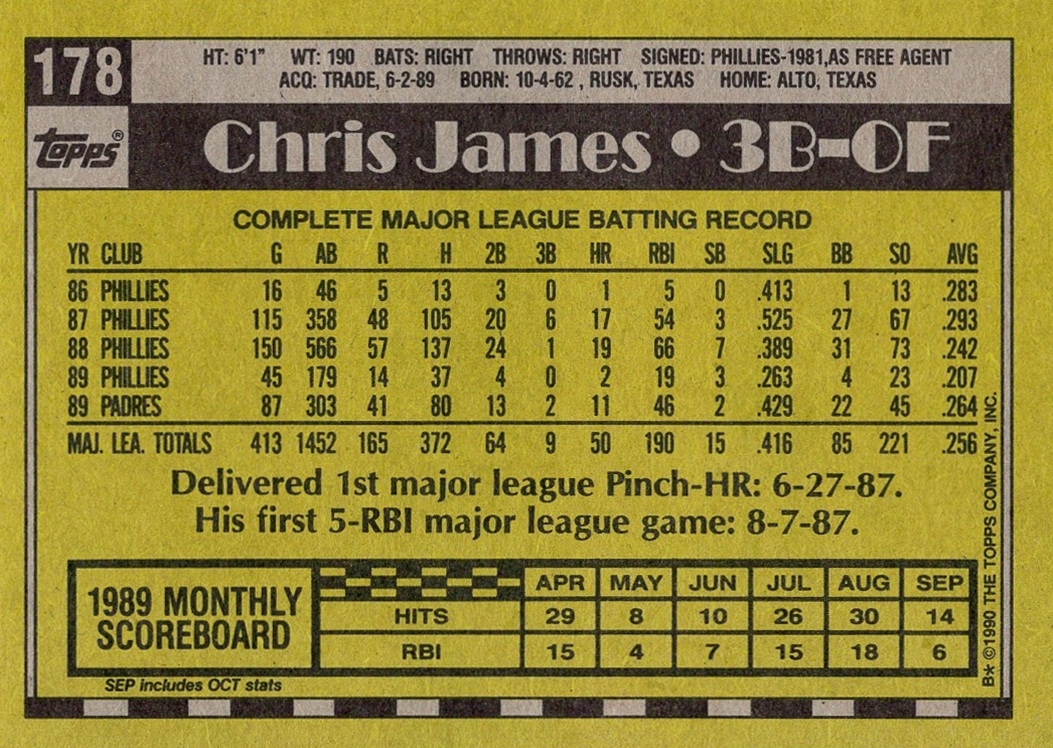 178
HT: 6'1" WT: 190 BATS: RIGHT THROWS: RIGHT SIGNED: PHILLIES-1981,AS FREE AGENT
ACQ: TRADE, 6-2-89 BORN: 10-4-62 , RUSK, TEXAS HOME: ALTO, TEXAS
Topps®
Chris James • 3B-OF
COMPLETE MAJOR LEAGUE BATTING RECORD
YR CLUB G AB R H 2B 3B HR RBI SB SLG BB SO AVG
86 PHILLIES 16 46 5 13 3 0 1 5 0 .413 1 13 .283
87 PHILLIES 115 358 48 105 20 6 17 54 3 .525 27 67 .293
88 PHILLIES 150 566 57 137 24 1 19 66 7 .389 31 73 .242
89 PHILLIES 45 179 14 37 4 0 2 19 3 .263 4 23 .207
89 PADRES 87 303 41 80 13 2 11 46 2 .429 22 45 .264
MAJ. LEA. TOTALS 413 1452 165 372 64 9 50 190 15 .416 85 221 .256
Delivered 1st major league Pinch-HR: 6-27-87.
His first 5-RBI major league game: 8-7-87.
1989 MONTHLY
SCOREBOARD
APR MAY JUN JUL AUG SEP
HITS 29 8 10 26 30 14
RBI 15 4 7 15 18 6
SEP includes OCT stats
B* ©1990 THE TOPPS COMPANY, INC.